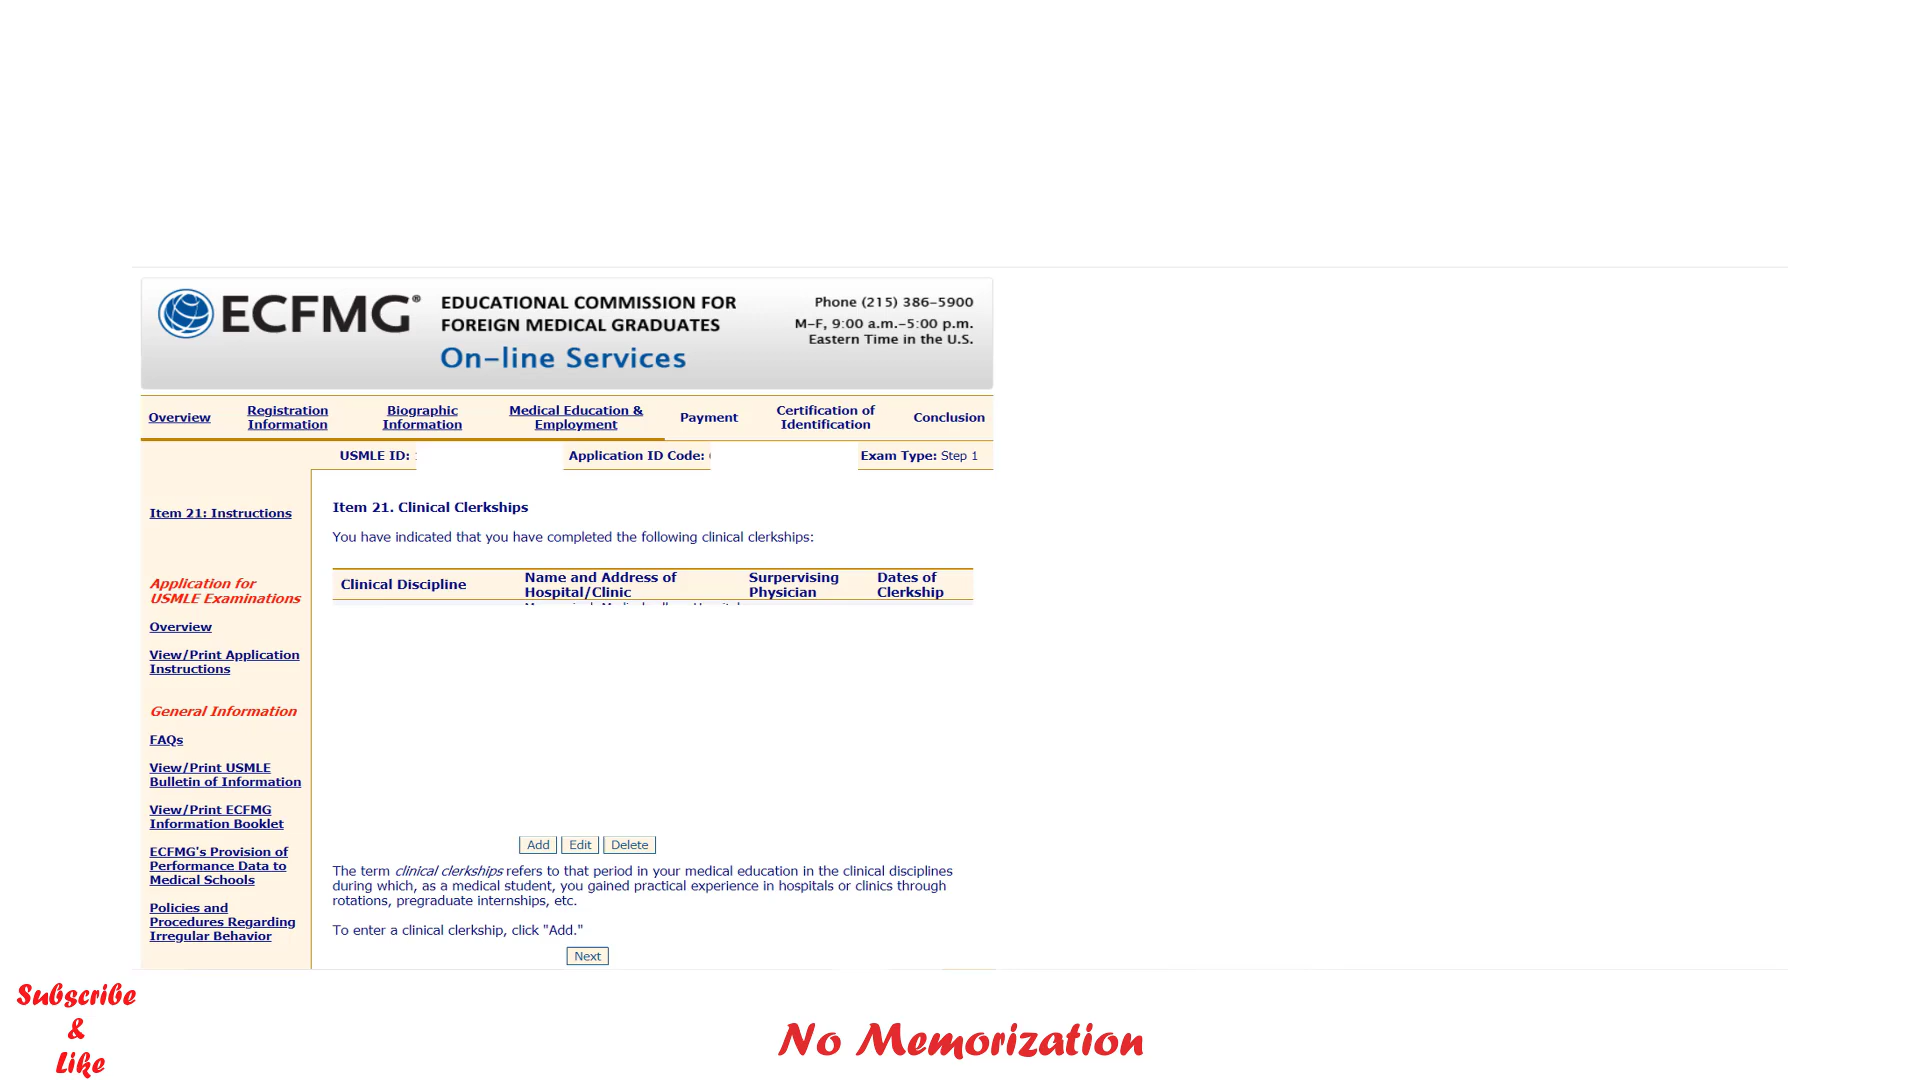 ECFMG®
EDUCATIONAL COMMISSION FOR
FOREIGN MEDICAL GRADUATES
On-line Services
Phone (215) 386-5900
M-F, 9:00 a.m.-5:00 p.m.
Eastern Time in the U.S.
Overview
Registration
Information
Biographic
Information
Medical Education &
Employment
Payment
Certification of
Identification
Conclusion
USMLE ID:
Application ID Code:
Exam Type: Step 1
Item 21: Instructions
Application for
USMLE Examinations
Overview
View/Print Application
Instructions
General Information
FAQs
View/Print USMLE
Bulletin of Information
View/Print ECFMG
Information Booklet
ECFMG's Provision of
Performance Data to
Medical Schools
Policies and
Procedures Regarding
Irregular Behavior
Item 21. Clinical Clerkships
You have indicated that you have completed the following clinical clerkships:
Clinical Discipline
Name and Address of
Hospital/Clinic
Surpervising
Physician
Dates of
Clerkship
Add Edit Delete
The term clinical clerkships refers to that period in your medical education in the clinical disciplines
during which, as a medical student, you gained practical experience in hospitals or clinics through
rotations, pregraduate internships, etc.
To enter a clinical clerkship, click "Add."
Next
Subscribe
&
Like
No Memorization